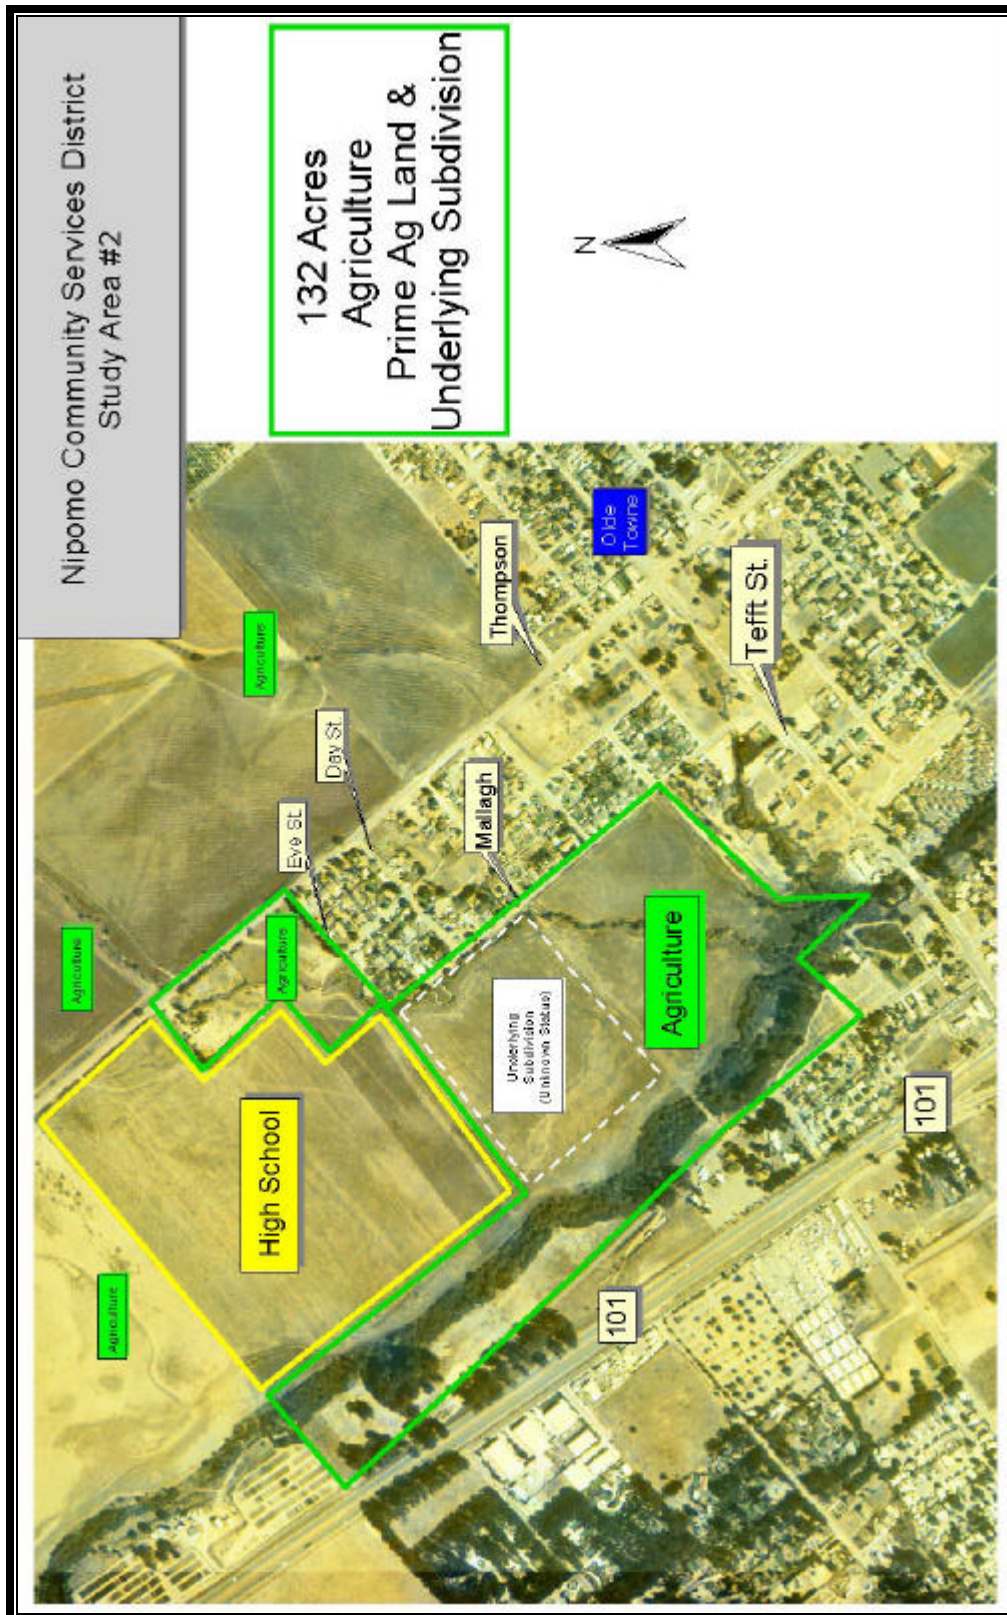 Nipomo Community Services District
Study Area #2
132 Acres
Agriculture
Prime Ag Land &
Underlying Subdivision
N
Agriculture
Agriculture
Agriculture
Agriculture
High School
Eve St.
Day St.
Thompson
Mallagh
Olde
Towne
Tefft St.
Underlying
Subdivision
(Unknown Status)
Agriculture
101
101